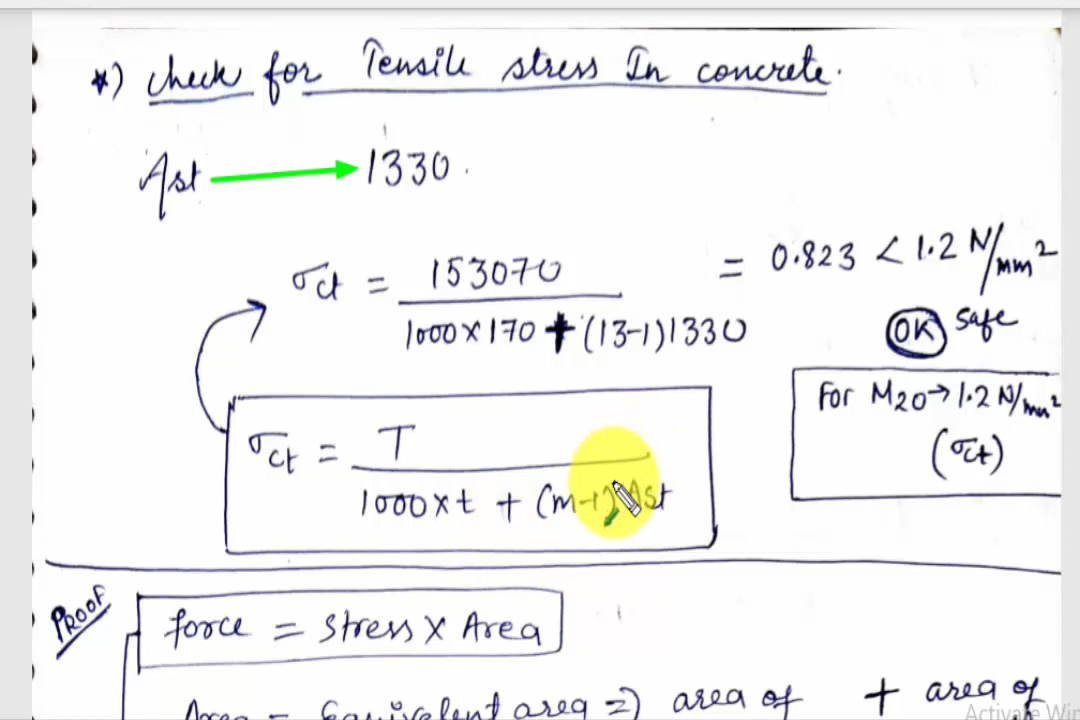 *) Check for Tensile stress In concrete.
Ast → 1330.
σct = 153070 / 1000×170 + (13-1)1330 = 0.823 < 1.2 N/mm²
OK safe
For M20→1.2 N/mm²
(σct)
σct = T / 1000×t + (m-1)Ast
PROOF
force = stress × Area
Area = Equivalent area => area of + area of
Activate Win